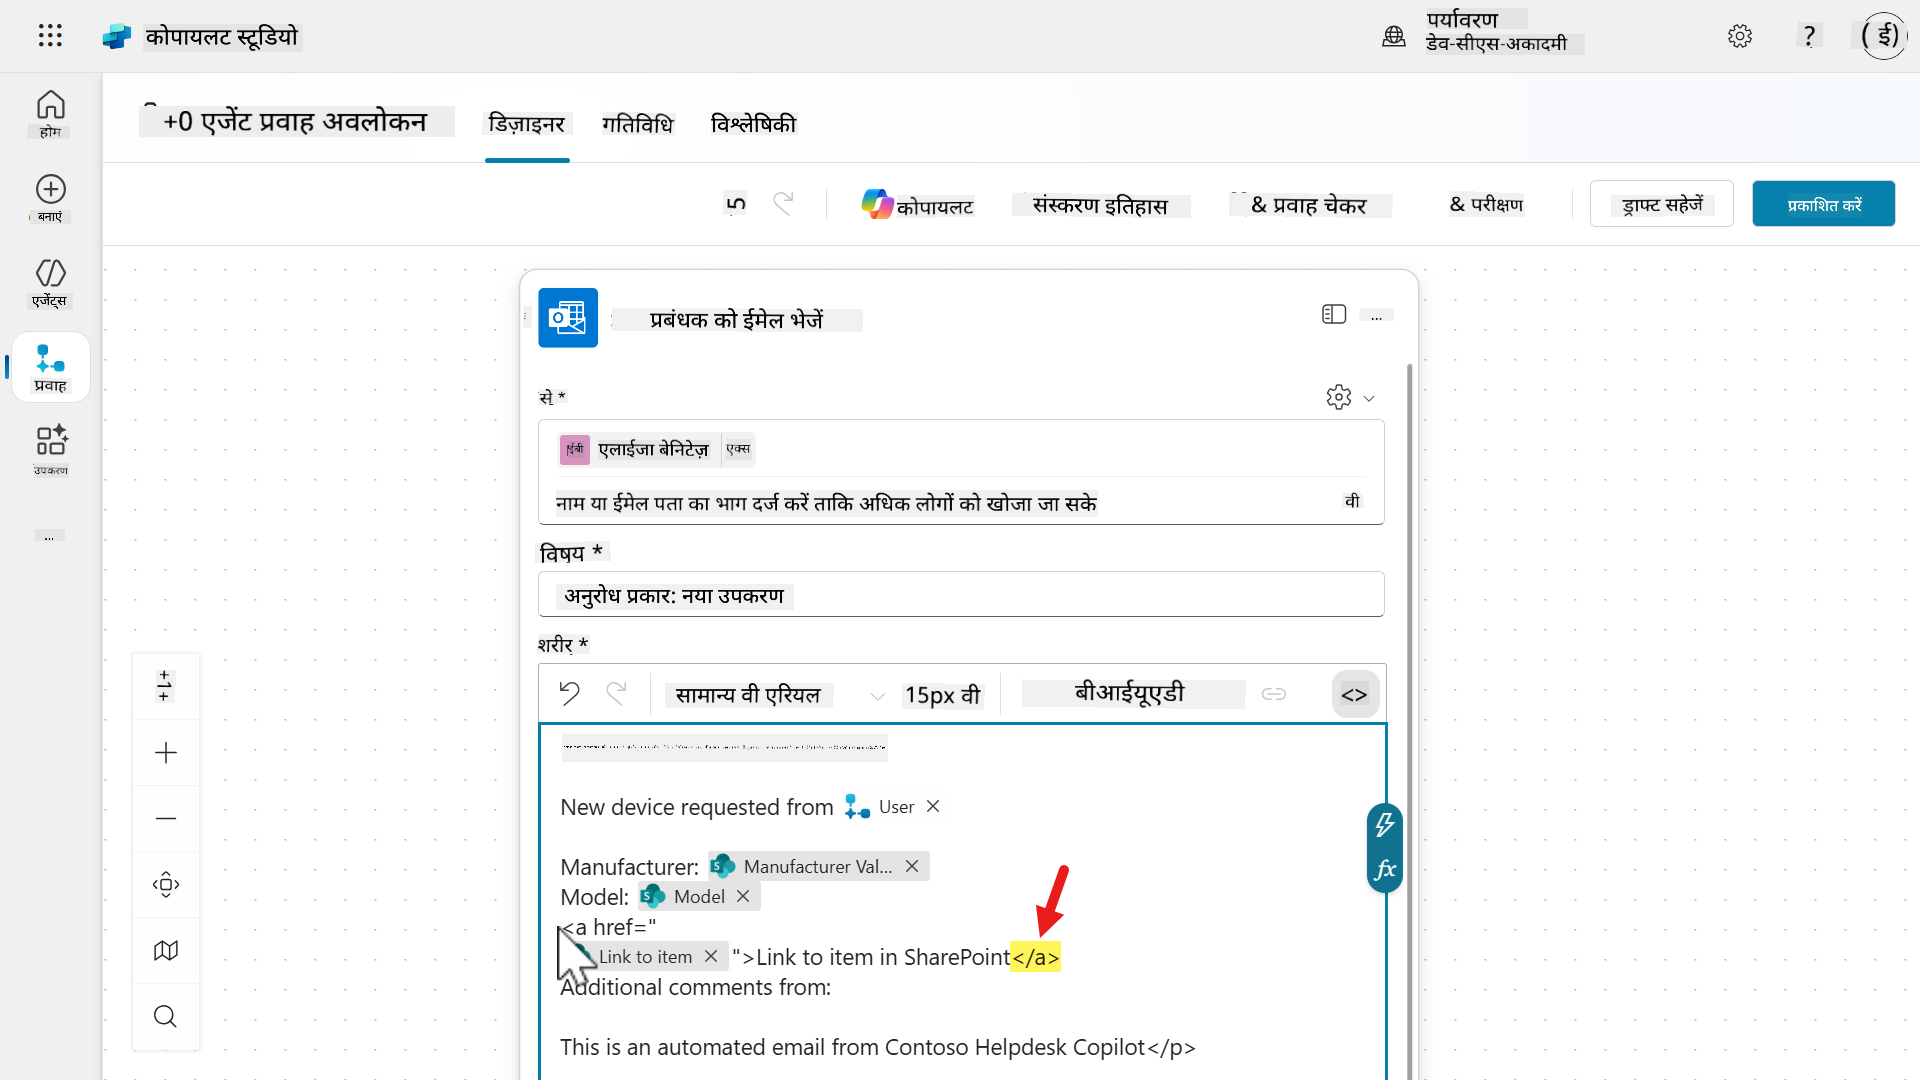 कोपायलट स्टूडियो
पर्यावरण
डेव-सीएस-अकादमी
?
( ई)
होम
बनाएं
एजेंट्स
प्रवाह
उपकरण
...
+0 एजेंट प्रवाह अवलोकन
डिज़ाइनर
गतिविधि
विश्लेषिकी
5
कोपायलट
संस्करण इतिहास
& प्रवाह चेकर
& परीक्षण
ड्राफ्ट सहेजें
प्रकाशित करें
प्रबंधक को ईमेल भेजें
...
से *
ईबी
एलाईजा बेनिटेज़
एक्स
नाम या ईमेल पता का भाग दर्ज करें ताकि अधिक लोगों को खोजा जा सके
वी
विषय *
अनुरोध प्रकार: नया उपकरण
शरीर *
सामान्य वी एरियल
15px वी
बीआईयूएडी
<>
New device requested from User
Manufacturer: Manufacturer Val...
Model: Model
<a href="
Link to item ">Link to item in SharePoint</a>
Additional comments from:
This is an automated email from Contoso Helpdesk Copilot</p>
fx